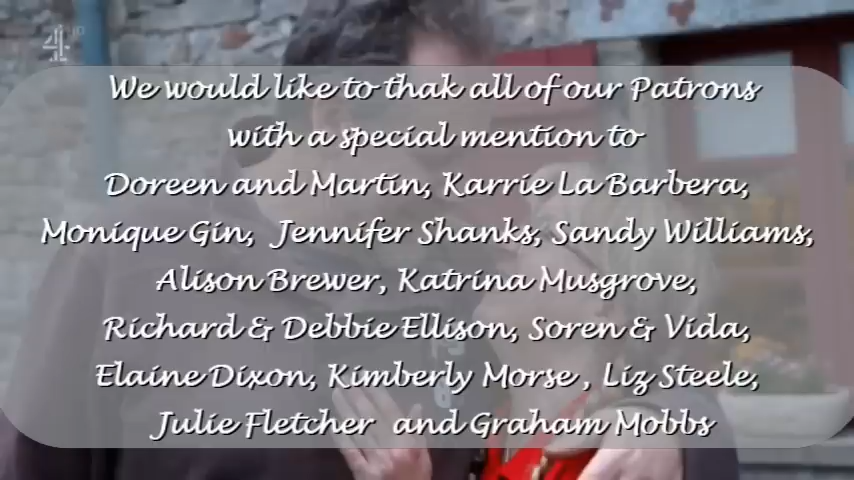 4
We would like to thak all of our Patrons
with a special mention to
Doreen and Martin, Karrie La Barbera,
Monique Gin, Jennifer Shanks, Sandy Williams,
Alison Brewer, Katrina Musgrove,
Richard & Debbie Ellison, Soren & Vida,
Elaine Dixon, Kimberly Morse , Liz Steele,
Julie Fletcher and Graham Mobbs